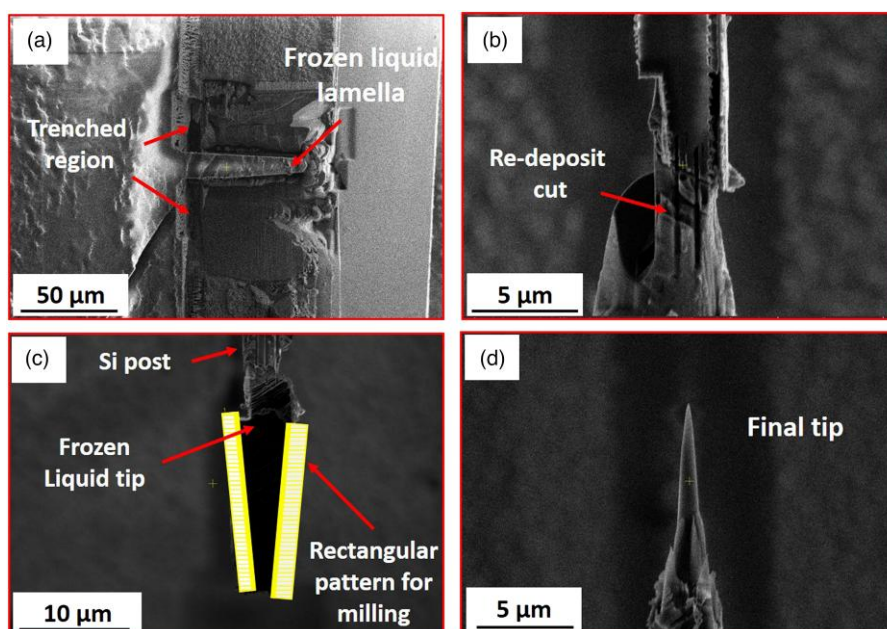 (a)
Frozen liquid
lamella
Trenched
region
50 µm
(b)
Re-deposit
cut
5 µm
(c)
Si post
Frozen
Liquid tip
Rectangular
pattern for
milling
10 µm
(d)
Final tip
5 µm